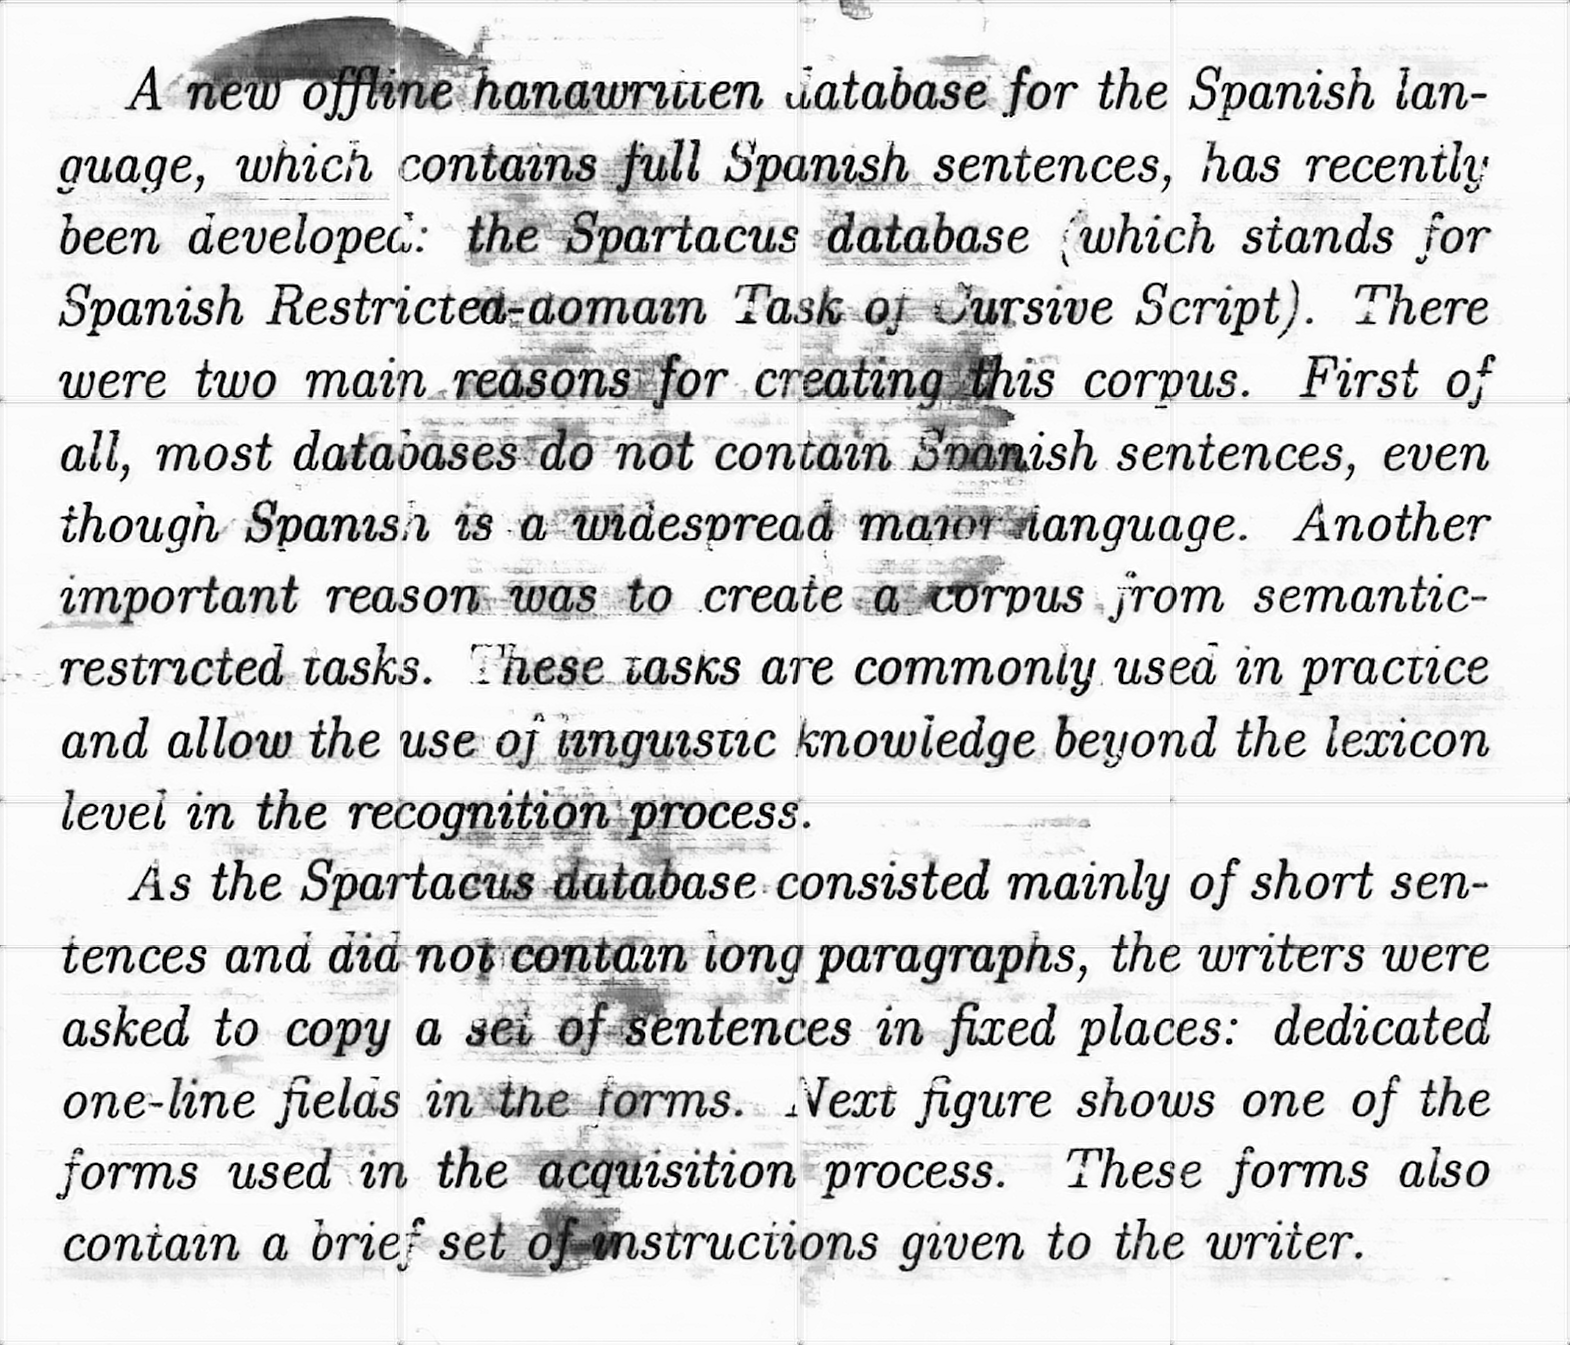 A new offline handwritten database for the Spanish lan-
guage, which contains full Spanish sentences, has recently
been developed: the Spartacus database (which stands for
Spanish Restricted-domain Task of Cursive Script). There
were two main reasons for creating this corpus. First of
all, most databases do not contain Spanish sentences, even
though Spanish is a widespread major language. Another
important reason was to create a corpus from semantic-
restricted tasks. These tasks are commonly used in practice
and allow the use of linguistic knowledge beyond the lexicon
level in the recognition process.
As the Spartacus database consisted mainly of short sen-
tences and did not contain long paragraphs, the writers were
asked to copy a set of sentences in fixed places: dedicated
one-line fields in the forms. Next figure shows one of the
forms used in the acquisition process. These forms also
contain a brief set of instructions given to the writer.